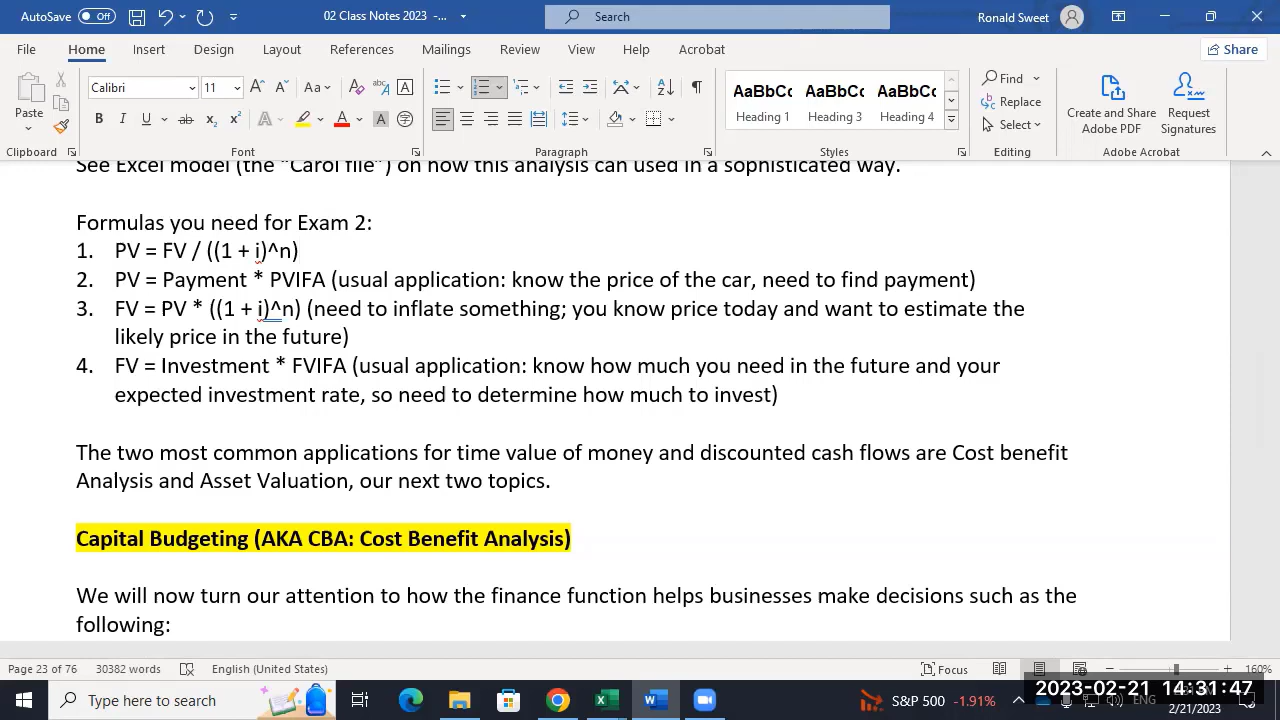 AutoSave Off 02 Class Notes 2023 -... Search Ronald Sweet
File Home Insert Design Layout References Mailings Review View Help Acrobat Share
Paste Calibri 11 Aa A
AaBbCc AaBbCc AaBbCc
Heading 1 Heading 3 Heading 4
Find
Replace
Select
Create and Share Adobe PDF
Request Signatures
B I U ab x₂ x² A A A
Clipboard Font Paragraph Styles Editing Adobe Acrobat
See Excel model (the "Carol file") on how this analysis can used in a sophisticated way.
Formulas you need for Exam 2:
1. PV = FV / ((1 + i)^n)
2. PV = Payment * PVIFA (usual application: know the price of the car, need to find payment)
3. FV = PV * ((1 + i)^n) (need to inflate something; you know price today and want to estimate the
likely price in the future)
4. FV = Investment * FVIFA (usual application: know how much you need in the future and your
expected investment rate, so need to determine how much to invest)
The two most common applications for time value of money and discounted cash flows are Cost benefit
Analysis and Asset Valuation, our next two topics.
Capital Budgeting (AKA CBA: Cost Benefit Analysis)
We will now turn our attention to how the finance function helps businesses make decisions such as the
following:
Page 23 of 76 30382 words English (United States) Focus 160%
Type here to search S&P 500 -1.91% ENG
2023-02-21 14:31:47
2/21/2023